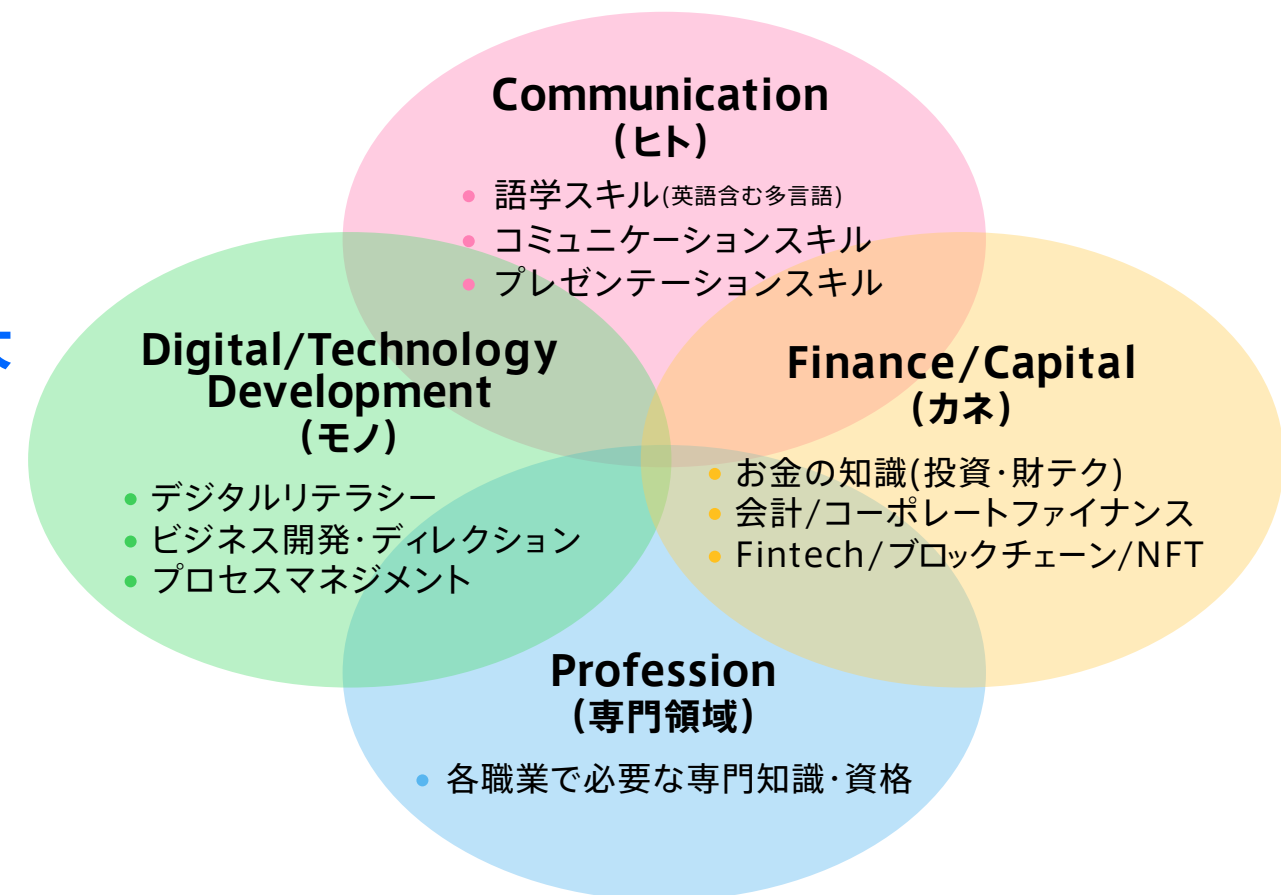 Communication
(ヒト)
• 語学スキル(英語含む多言語)
• コミュニケーションスキル
• プレゼンテーションスキル
Digital/Technology
Development
(モノ)
• デジタルリテラシー
• ビジネス開発･ディレクション
• プロセスマネジメント
Finance/Capital
(カネ)
• お金の知識(投資･財テク)
• 会計/コーポレートファイナンス
• Fintech/ブロックチェーン/NFT
Profession
(専門領域)
• 各職業で必要な専門知識･資格